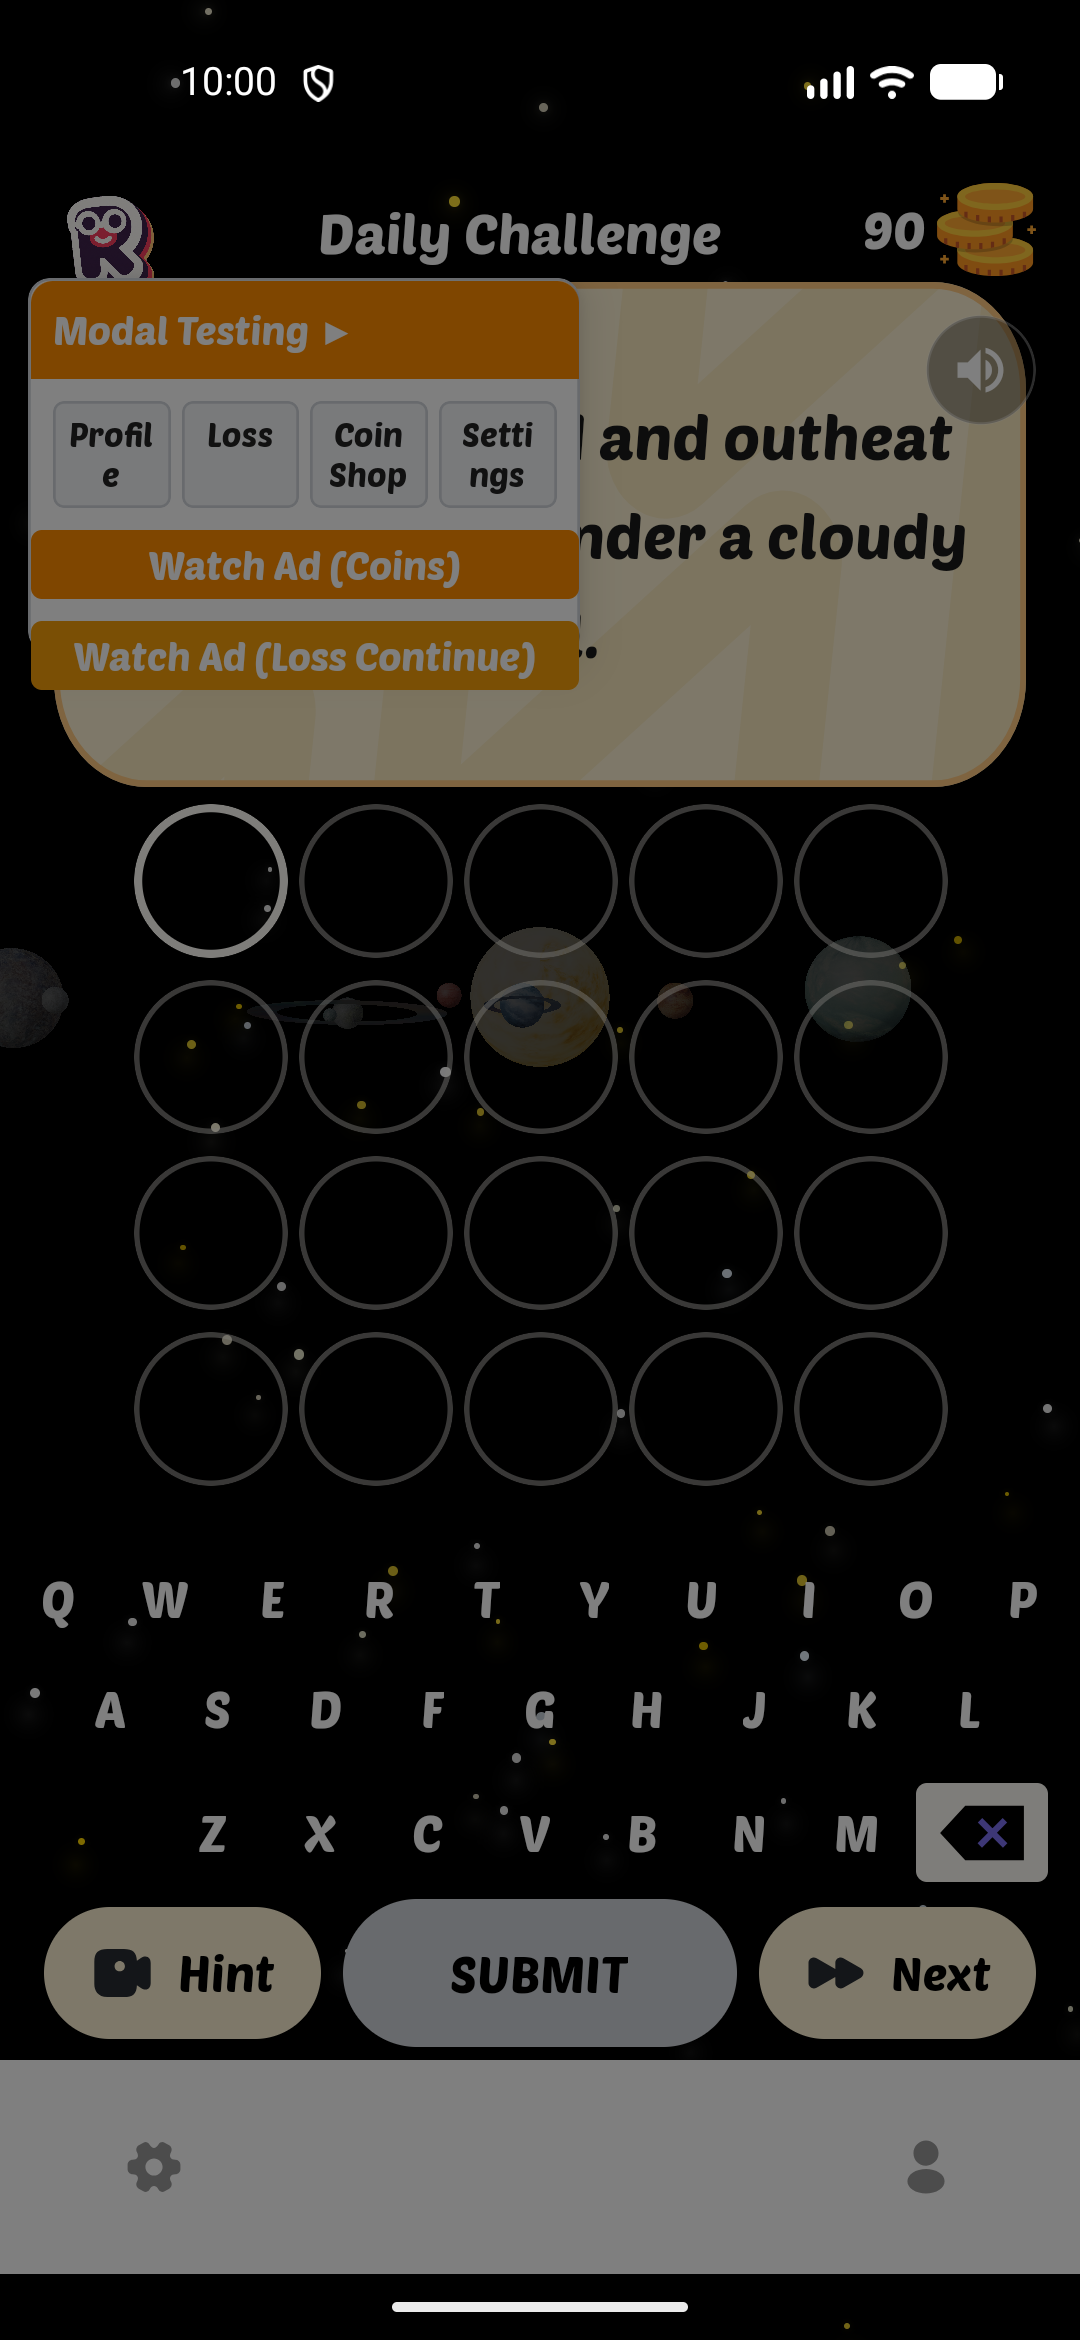 10:00
Daily Challenge
90
Modal Testing ►
Profil
e
Loss
Coin
Shop
Setti
ngs
and outheat
nder a cloudy
Watch Ad (Coins)
Watch Ad (Loss Continue)
Q W E R T Y U I O P
A S D F G H J K L
Z X C V B N M
Hint
SUBMIT
Next